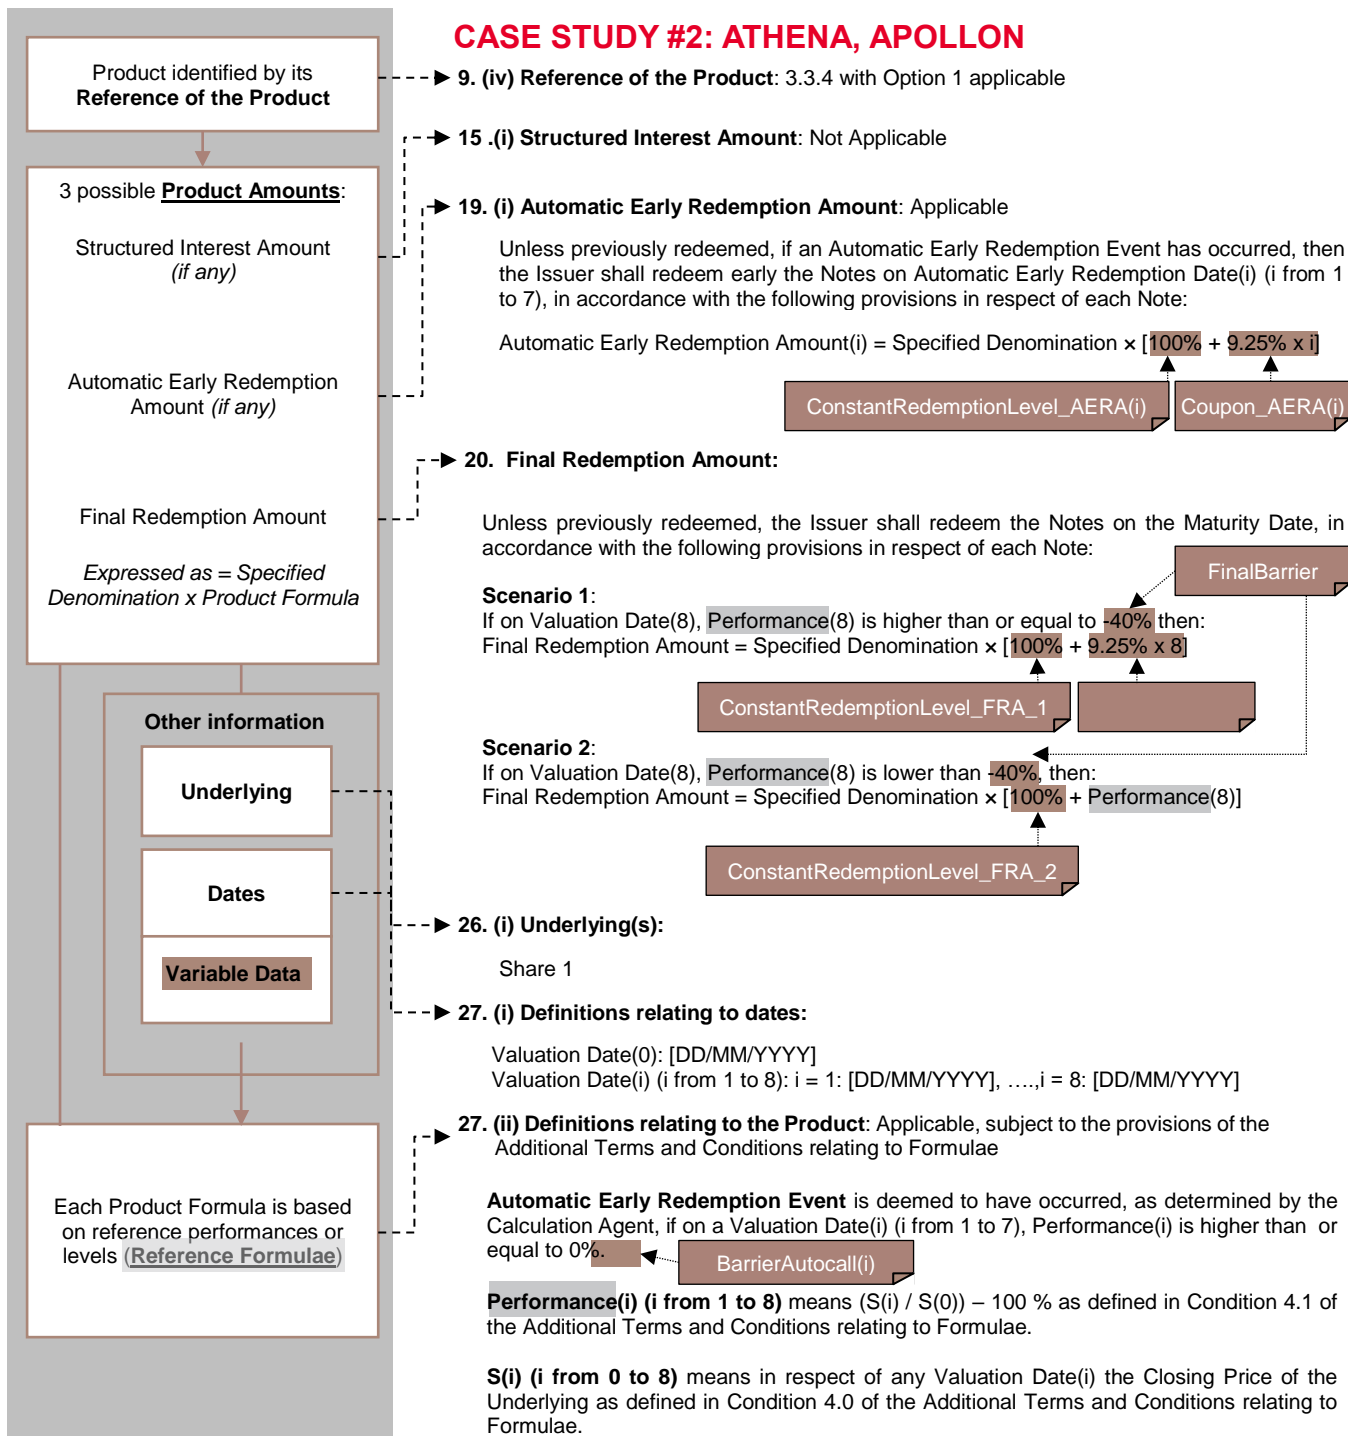 CASE STUDY #2: ATHENA, APOLLON
Product identified by its
Reference of the Product
3 possible Product Amounts:
Structured Interest Amount
(if any)
Automatic Early Redemption
Amount (if any)
Final Redemption Amount
Expressed as = Specified
Denomination x Product Formula
Other information
Underlying
Dates
Variable Data
Each Product Formula is based
on reference performances or
levels (Reference Formulae)
9. (iv) Reference of the Product: 3.3.4 with Option 1 applicable
15 .(i) Structured Interest Amount: Not Applicable
19. (i) Automatic Early Redemption Amount: Applicable
Unless previously redeemed, if an Automatic Early Redemption Event has occurred, then
the Issuer shall redeem early the Notes on Automatic Early Redemption Date(i) (i from 1
to 7), in accordance with the following provisions in respect of each Note:
Automatic Early Redemption Amount(i) = Specified Denomination × [100% + 9.25% x i]
ConstantRedemptionLevel_AERA(i)
Coupon_AERA(i)
20. Final Redemption Amount:
Unless previously redeemed, the Issuer shall redeem the Notes on the Maturity Date, in
accordance with the following provisions in respect of each Note:
FinalBarrier
Scenario 1:
If on Valuation Date(8), Performance(8) is higher than or equal to -40% then:
Final Redemption Amount = Specified Denomination × [100% + 9.25% x 8]
ConstantRedemptionLevel_FRA_1
Scenario 2:
If on Valuation Date(8), Performance(8) is lower than -40%, then:
Final Redemption Amount = Specified Denomination × [100% + Performance(8)]
ConstantRedemptionLevel_FRA_2
26. (i) Underlying(s):
Share 1
27. (i) Definitions relating to dates:
Valuation Date(0): [DD/MM/YYYY]
Valuation Date(i) (i from 1 to 8): i = 1: [DD/MM/YYYY], ….,i = 8: [DD/MM/YYYY]
27. (ii) Definitions relating to the Product: Applicable, subject to the provisions of the
Additional Terms and Conditions relating to Formulae
Automatic Early Redemption Event is deemed to have occurred, as determined by the
Calculation Agent, if on a Valuation Date(i) (i from 1 to 7), Performance(i) is higher than or
equal to 0%.
BarrierAutocall(i)
Performance(i) (i from 1 to 8) means (S(i) / S(0)) – 100 % as defined in Condition 4.1 of
the Additional Terms and Conditions relating to Formulae.
S(i) (i from 0 to 8) means in respect of any Valuation Date(i) the Closing Price of the
Underlying as defined in Condition 4.0 of the Additional Terms and Conditions relating to
Formulae.